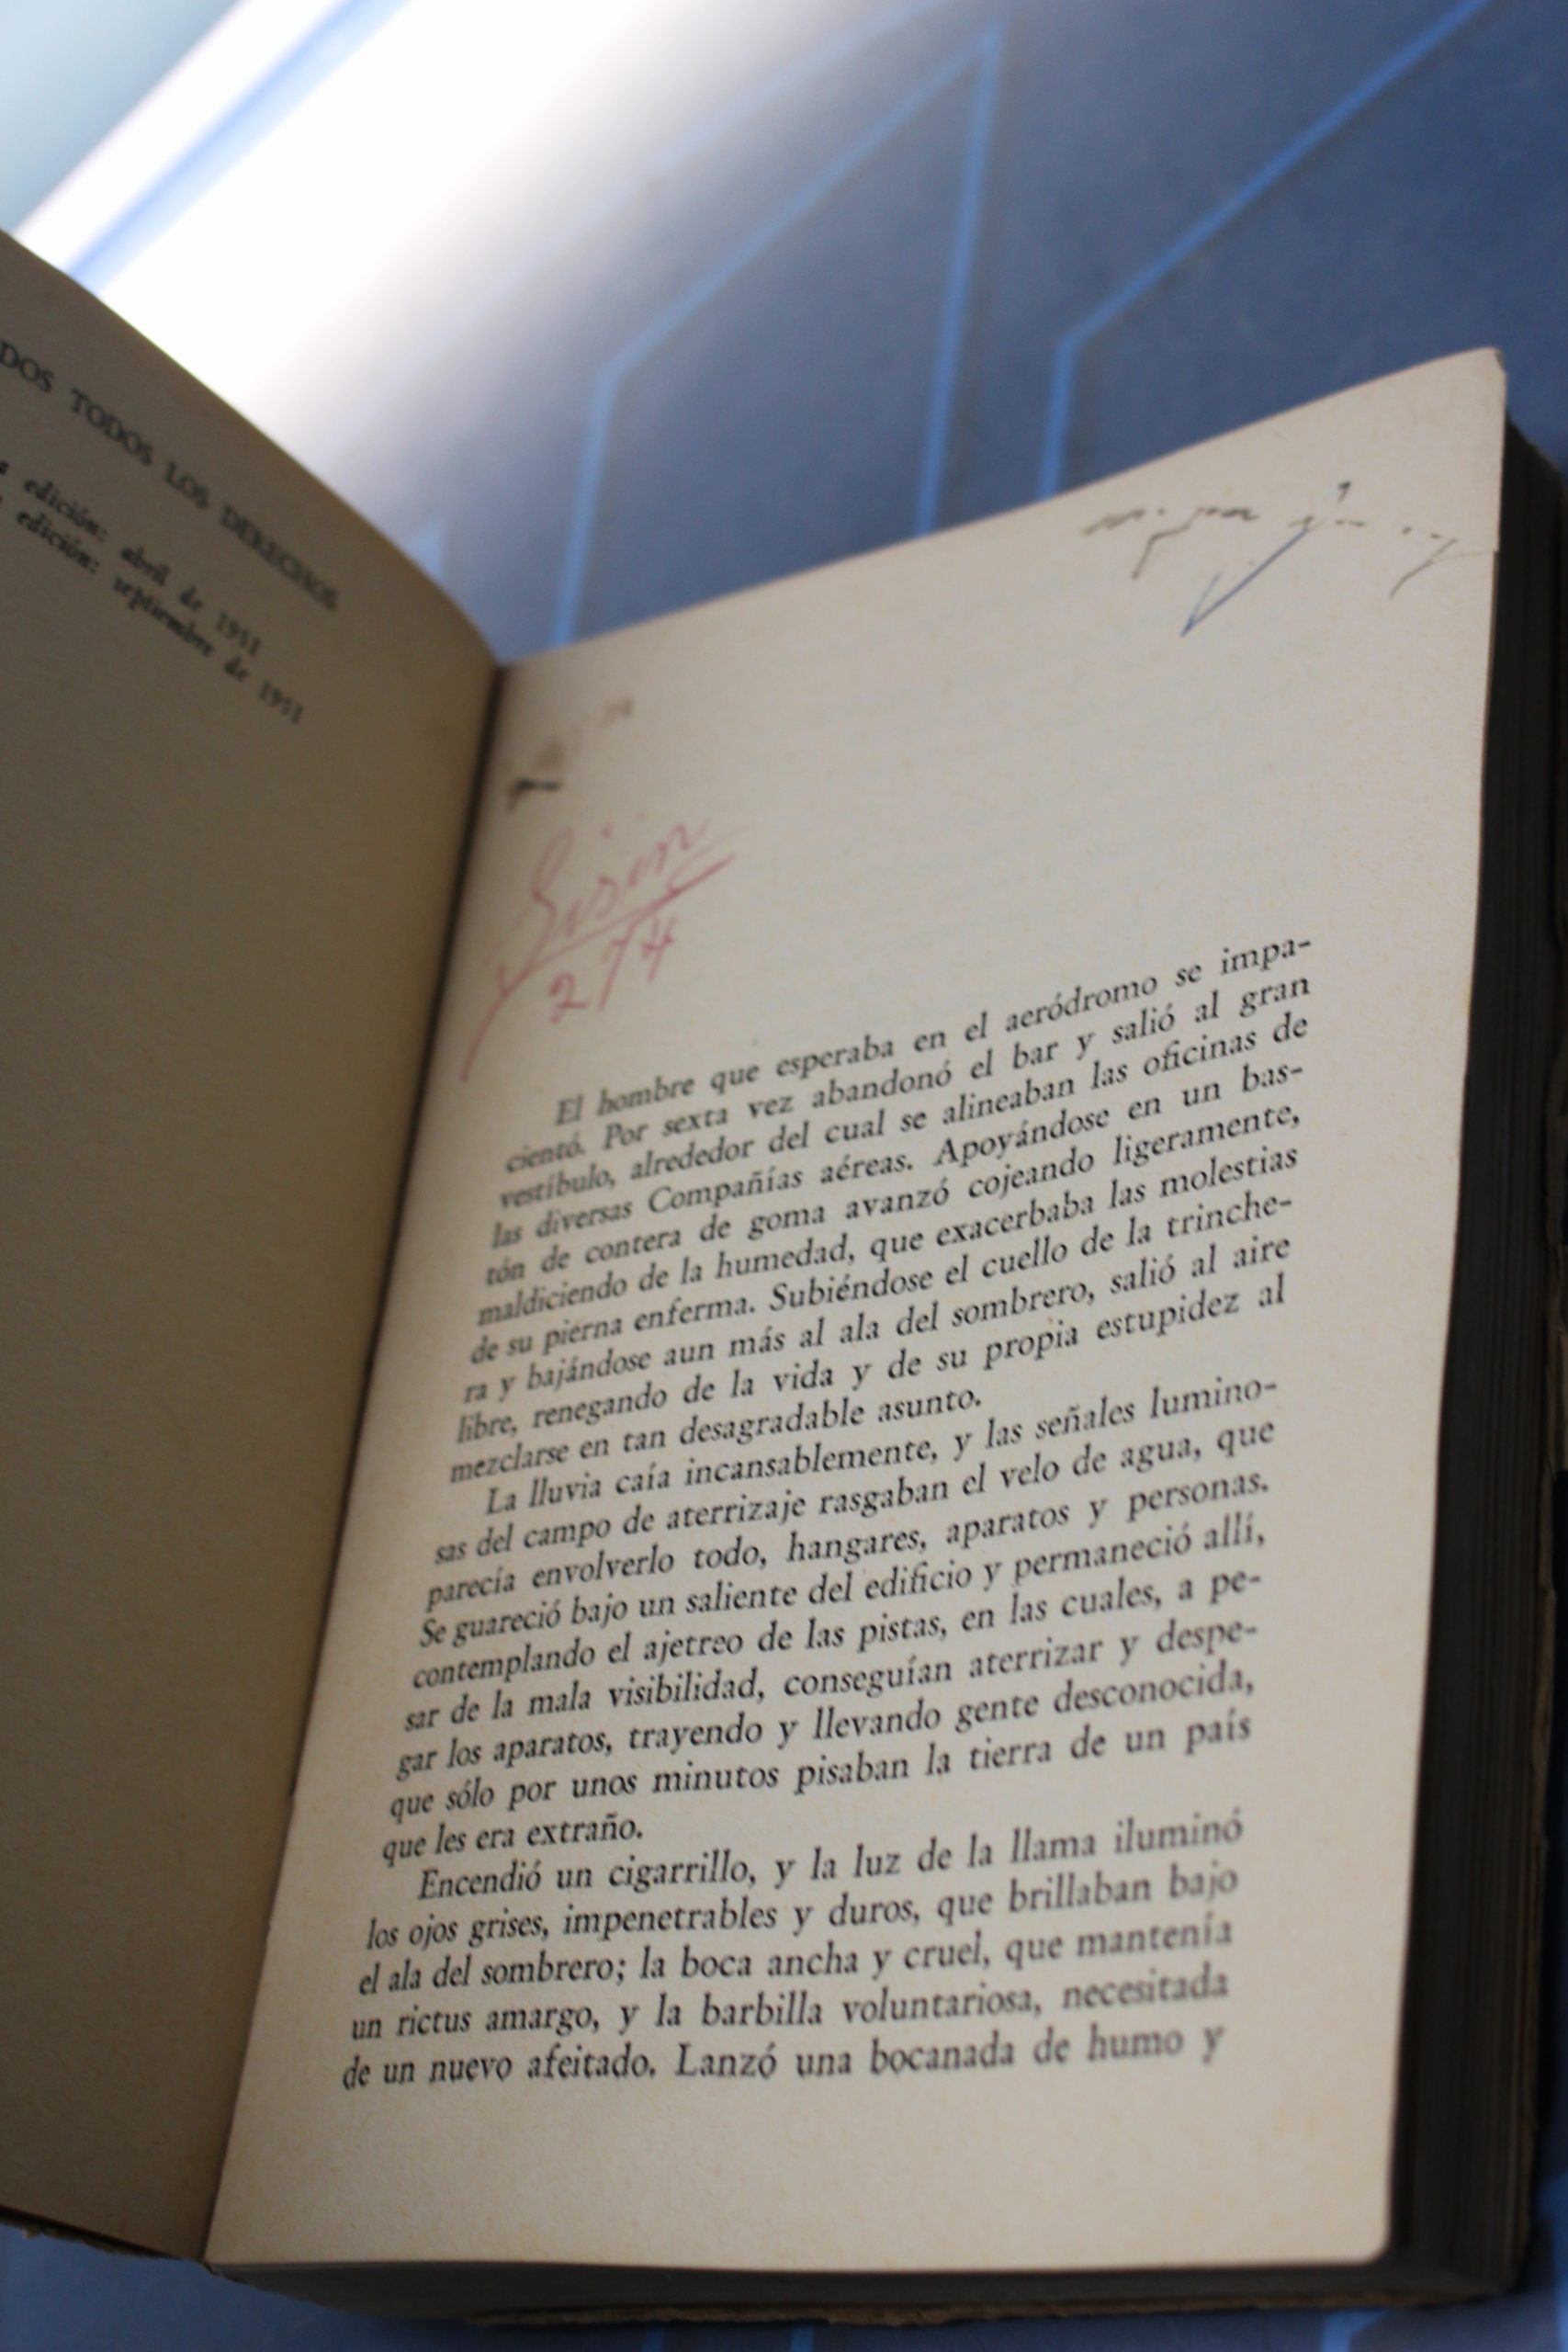 DOS TODOS LOS DERECHOS
edición: abril de 1951
edición: septiembre de 1951
2/4
El hombre que esperaba en el aeródromo se impa-
cientó. Por sexta vez abandonó el bar y salió al gran
vestíbulo, alrededor del cual se alineaban las oficinas de
las diversas Compañías aéreas. Apoyándose en un bas-
tón de contera de goma avanzó cojeando ligeramente,
maldiciendo de la humedad, que exacerbaba las molestias
de su pierna enferma. Subiéndose el cuello de la trinche-
ra y bajándose aun más al ala del sombrero, salió al aire
libre, renegando de la vida y de su propia estupidez al
mezclarse en tan desagradable asunto.
La lluvia caía incansablemente, y las señales lumino-
sas del campo de aterrizaje rasgaban el velo de agua, que
parecía envolverlo todo, hangares, aparatos y personas.
Se guareció bajo un saliente del edificio y permaneció allí,
contemplando el ajetreo de las pistas, en las cuales, a pe-
sar de la mala visibilidad, conseguían aterrizar y despe-
gar los aparatos, trayendo y llevando gente desconocida,
que sólo por unos minutos pisaban la tierra de un país
que les era extraño.
Encendió un cigarrillo, y la luz de la llama iluminó
los ojos grises, impenetrables y duros, que brillaban bajo
el ala del sombrero; la boca ancha y cruel, que mantenía
un rictus amargo, y la barbilla voluntariosa, necesitada
de un nuevo afeitado. Lanzó una bocanada de humo y